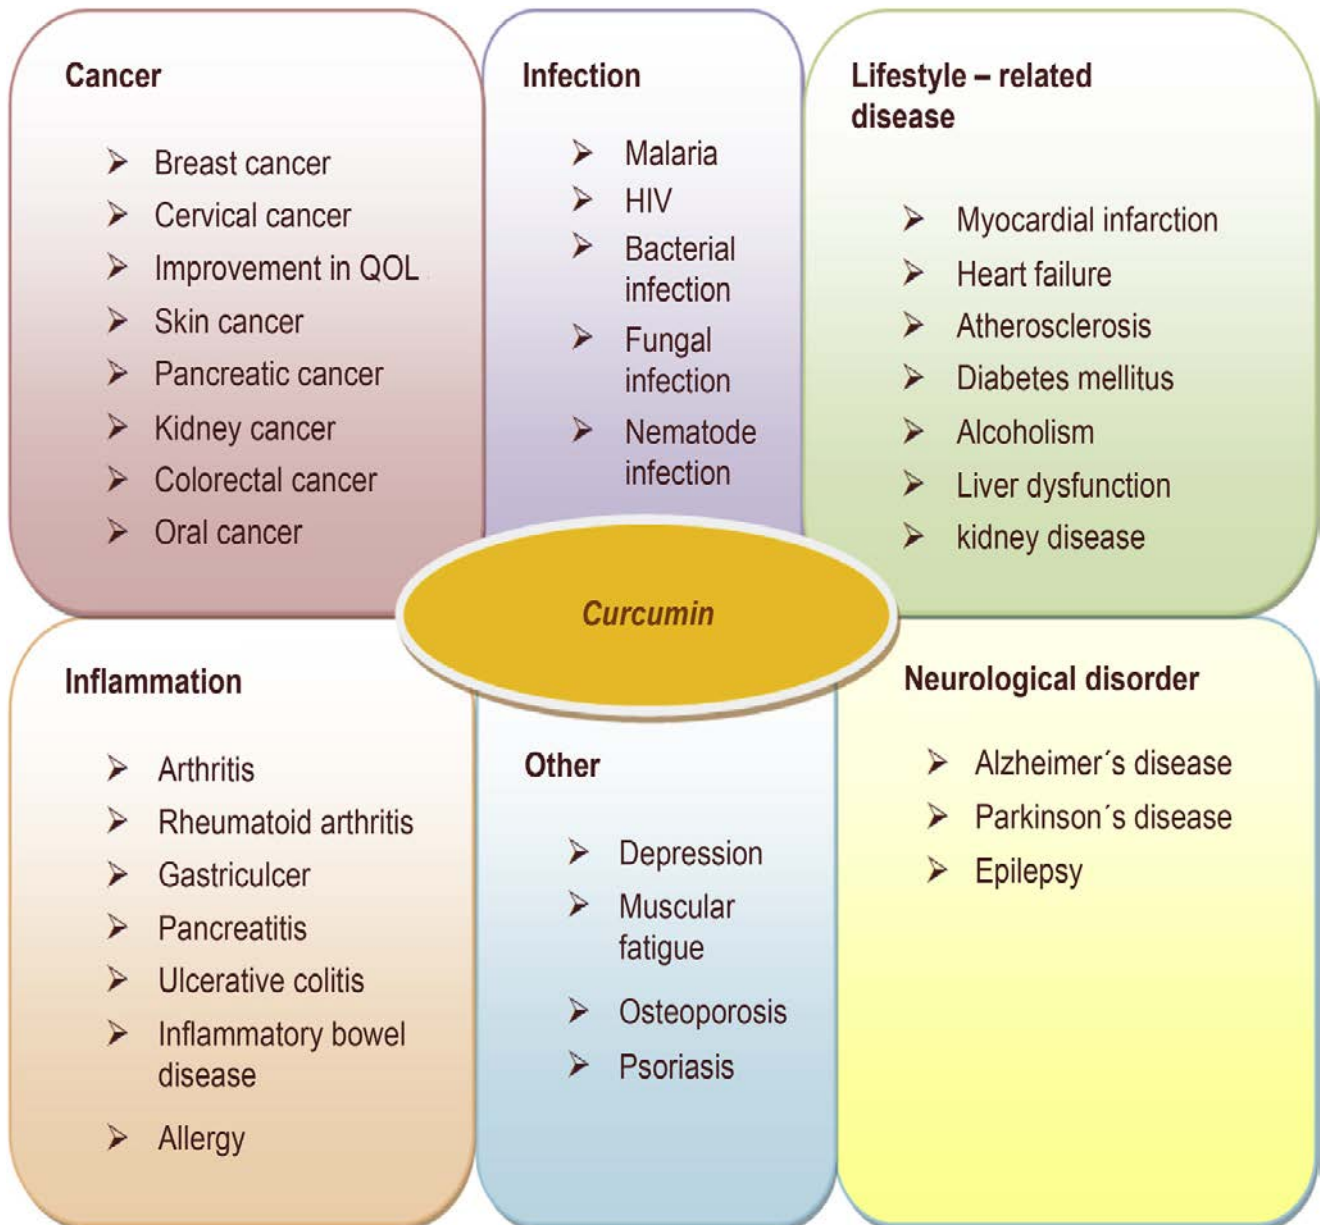 Cancer
Breast cancer
Cervical cancer
Improvement in QOL
Skin cancer
Pancreatic cancer
Kidney cancer
Colorectal cancer
Oral cancer
Infection
Malaria
HIV
Bacterial
infection
Fungal
infection
Nematode
infection
Lifestyle – related
disease
Myocardial infarction
Heart failure
Atherosclerosis
Diabetes mellitus
Alcoholism
Liver dysfunction
kidney disease
Curcumin
Inflammation
Arthritis
Rheumatoid arthritis
Gastriculcer
Pancreatitis
Ulcerative colitis
Inflammatory bowel
disease
Allergy
Other
Depression
Muscular
fatigue
Osteoporosis
Psoriasis
Neurological disorder
Alzheimer´s disease
Parkinson´s disease
Epilepsy